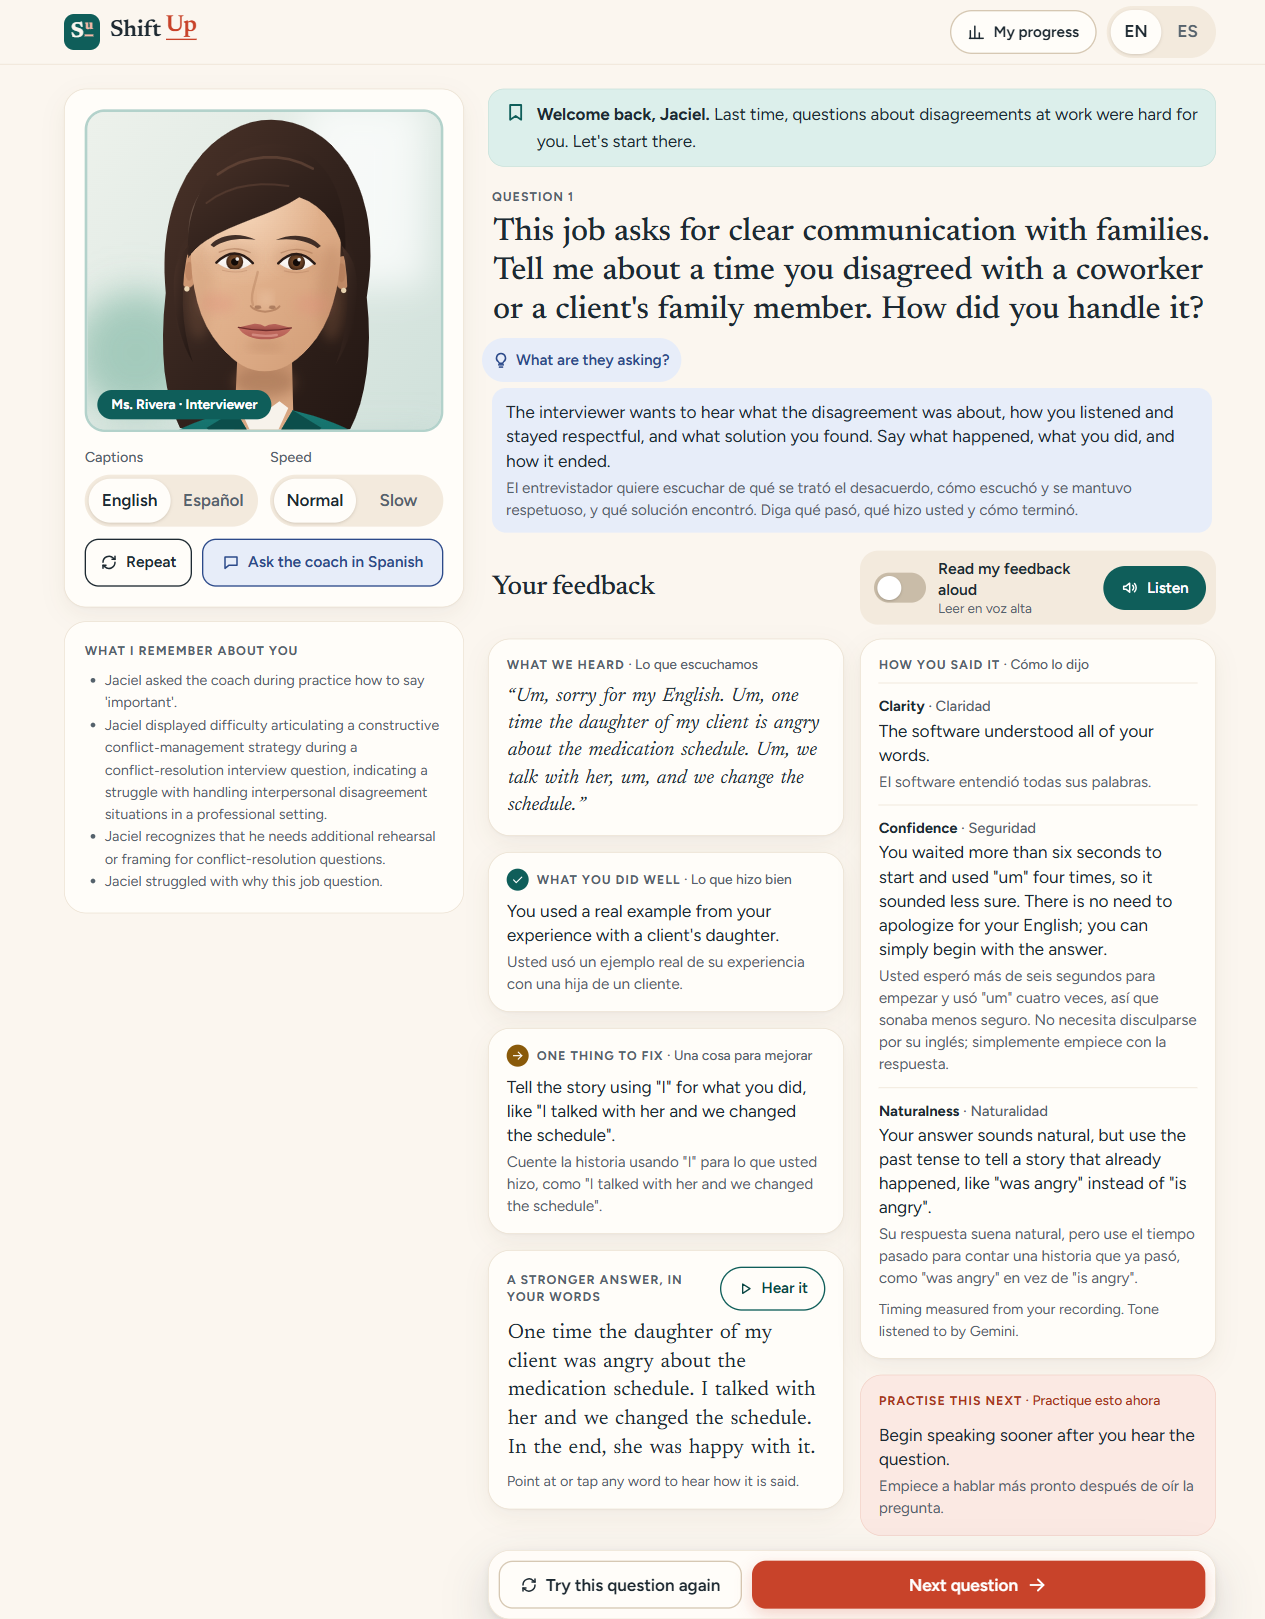 Su Shift Up
My progress
EN ES
Ms. Rivera · Interviewer
Captions
Speed
English Español
Normal Slow
Repeat
Ask the coach in Spanish
WHAT I REMEMBER ABOUT YOU
• Jaciel asked the coach during practice how to say
'important'.
• Jaciel displayed difficulty articulating a constructive
conflict-management strategy during a
conflict-resolution interview question, indicating a
struggle with handling interpersonal disagreement
situations in a professional setting.
• Jaciel recognizes that he needs additional rehearsal
or framing for conflict-resolution questions.
• Jaciel struggled with why this job question.
Welcome back, Jaciel. Last time, questions about disagreements at work were hard for
you. Let's start there.
QUESTION 1
This job asks for clear communication with families.
Tell me about a time you disagreed with a coworker
or a client's family member. How did you handle it?
What are they asking?
The interviewer wants to hear what the disagreement was about, how you listened and
stayed respectful, and what solution you found. Say what happened, what you did, and
how it ended.
El entrevistador quiere escuchar de qué se trató el desacuerdo, cómo escuchó y se mantuvo
respetuoso, y qué solución encontró. Diga qué pasó, qué hizo usted y cómo terminó.
Your feedback
Read my feedback
aloud
Leer en voz alta
Listen
WHAT WE HEARD · Lo que escuchamos
“Um, sorry for my English. Um, one
time the daughter of my client is angry
about the medication schedule. Um, we
talk with her, um, and we change the
schedule.”
WHAT YOU DID WELL · Lo que hizo bien
You used a real example from your
experience with a client's daughter.
Usted usó un ejemplo real de su experiencia
con una hija de un cliente.
ONE THING TO FIX · Una cosa para mejorar
Tell the story using "I" for what you did,
like "I talked with her and we changed
the schedule".
Cuente la historia usando "I" para lo que usted
hizo, como "I talked with her and we changed
the schedule".
A STRONGER ANSWER, IN
YOUR WORDS
Hear it
One time the daughter of my
client was angry about the
medication schedule. I talked with
her and we changed the schedule.
In the end, she was happy with it.
Point at or tap any word to hear how it is said.
HOW YOU SAID IT · Cómo lo dijo
Clarity · Claridad
The software understood all of your
words.
El software entendió todas sus palabras.
Confidence · Seguridad
You waited more than six seconds to
start and used "um" four times, so it
sounded less sure. There is no need to
apologize for your English; you can
simply begin with the answer.
Usted esperó más de seis segundos para
empezar y usó "um" cuatro veces, así que
sonaba menos seguro. No necesita disculparse
por su inglés; simplemente empiece con la
respuesta.
Naturalness · Naturalidad
Your answer sounds natural, but use the
past tense to tell a story that already
happened, like "was angry" instead of "is
angry".
Su respuesta suena natural, pero use el tiempo
pasado para contar una historia que ya pasó,
como "was angry" en vez de "is angry".
Timing measured from your recording. Tone
listened to by Gemini.
PRACTISE THIS NEXT · Practique esto ahora
Begin speaking sooner after you hear the
question.
Empiece a hablar más pronto después de oír la
pregunta.
Try this question again
Next question →